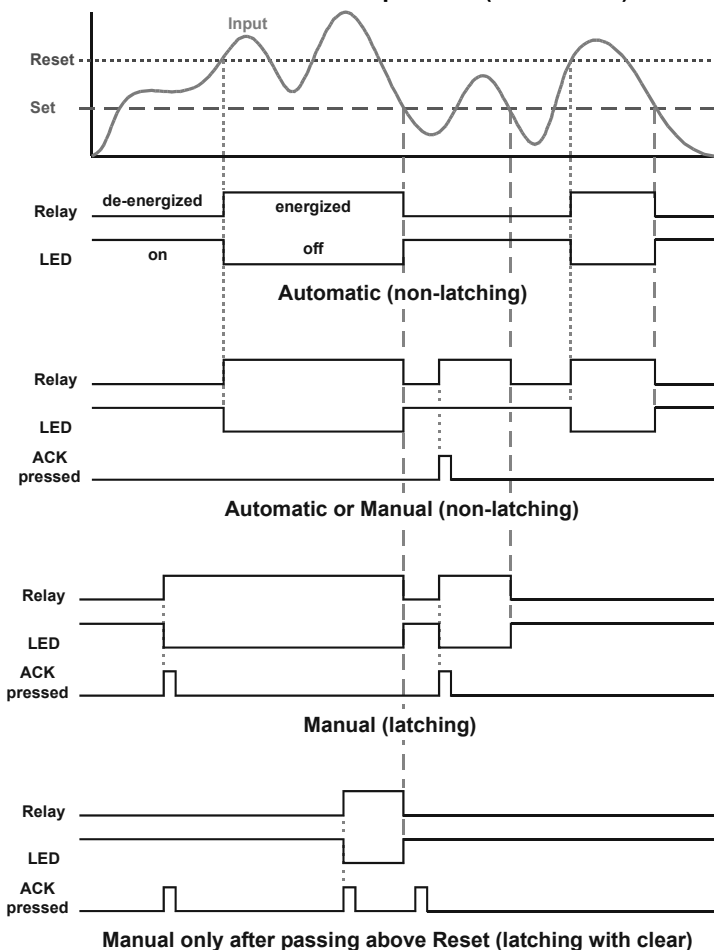 Input
Reset
Set
Relay
de-energized
energized
LED
on
off
Automatic (non-latching)
Relay
LED
ACK
pressed
Automatic or Manual (non-latching)
Relay
LED
ACK
pressed
Manual (latching)
Relay
LED
ACK
pressed
Manual only after passing above Reset (latching with clear)